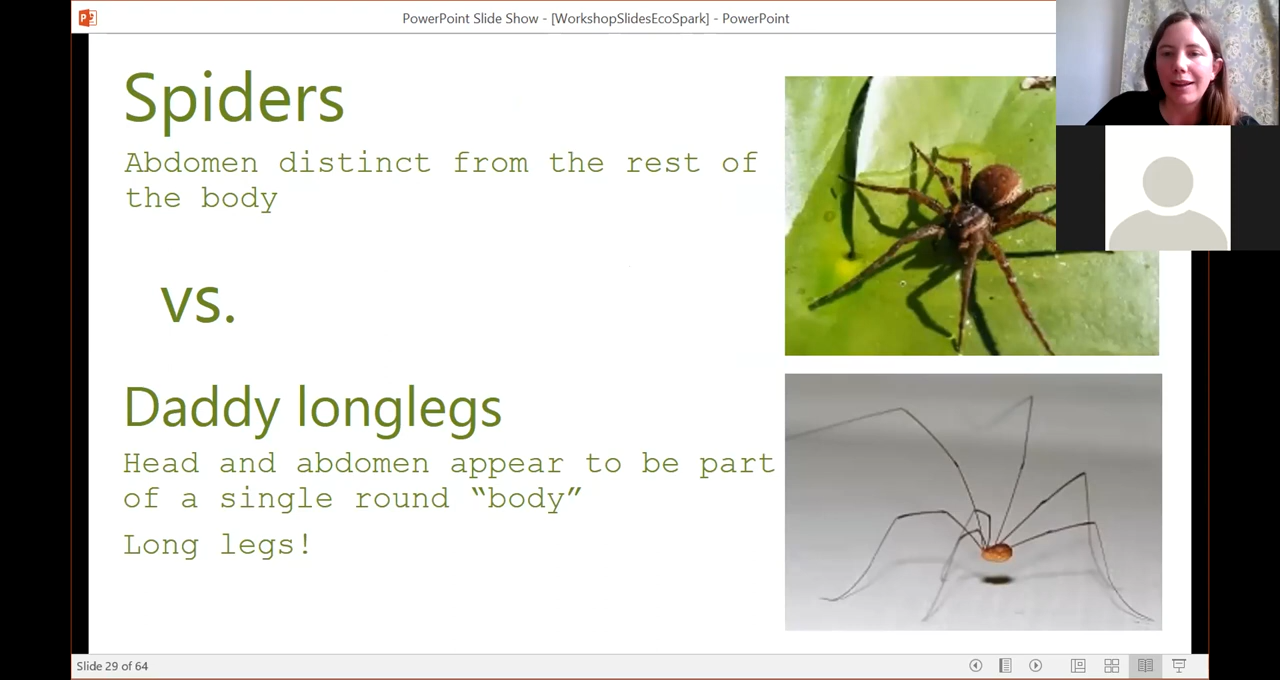 PowerPoint Slide Show - [WorkshopSlidesEcoSpark] - PowerPoint
Spiders
Abdomen distinct from the rest of
the body
vs.
Daddy longlegs
Head and abdomen appear to be part
of a single round “body”
Long legs!
Slide 29 of 64